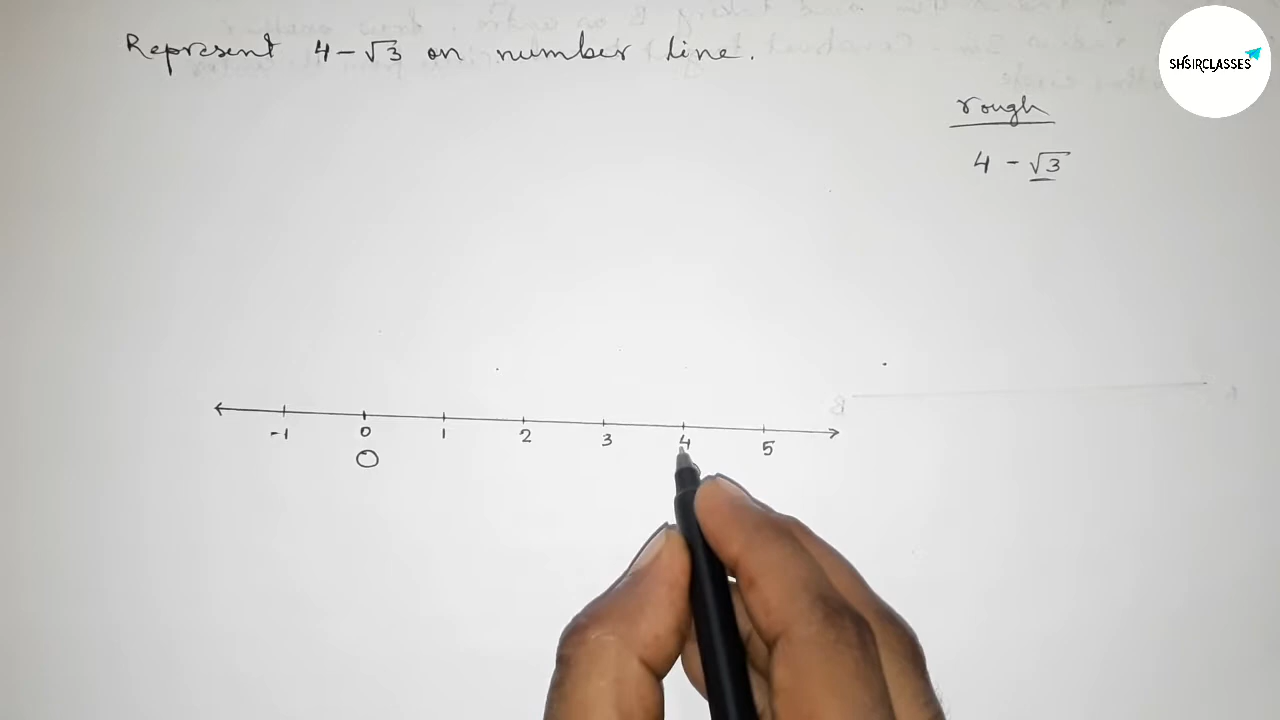 Represent 4 - √3 on number line.
SHSIRCLASSES
rough
4 - √3
B
-1 0 1 2 3 4 5
O